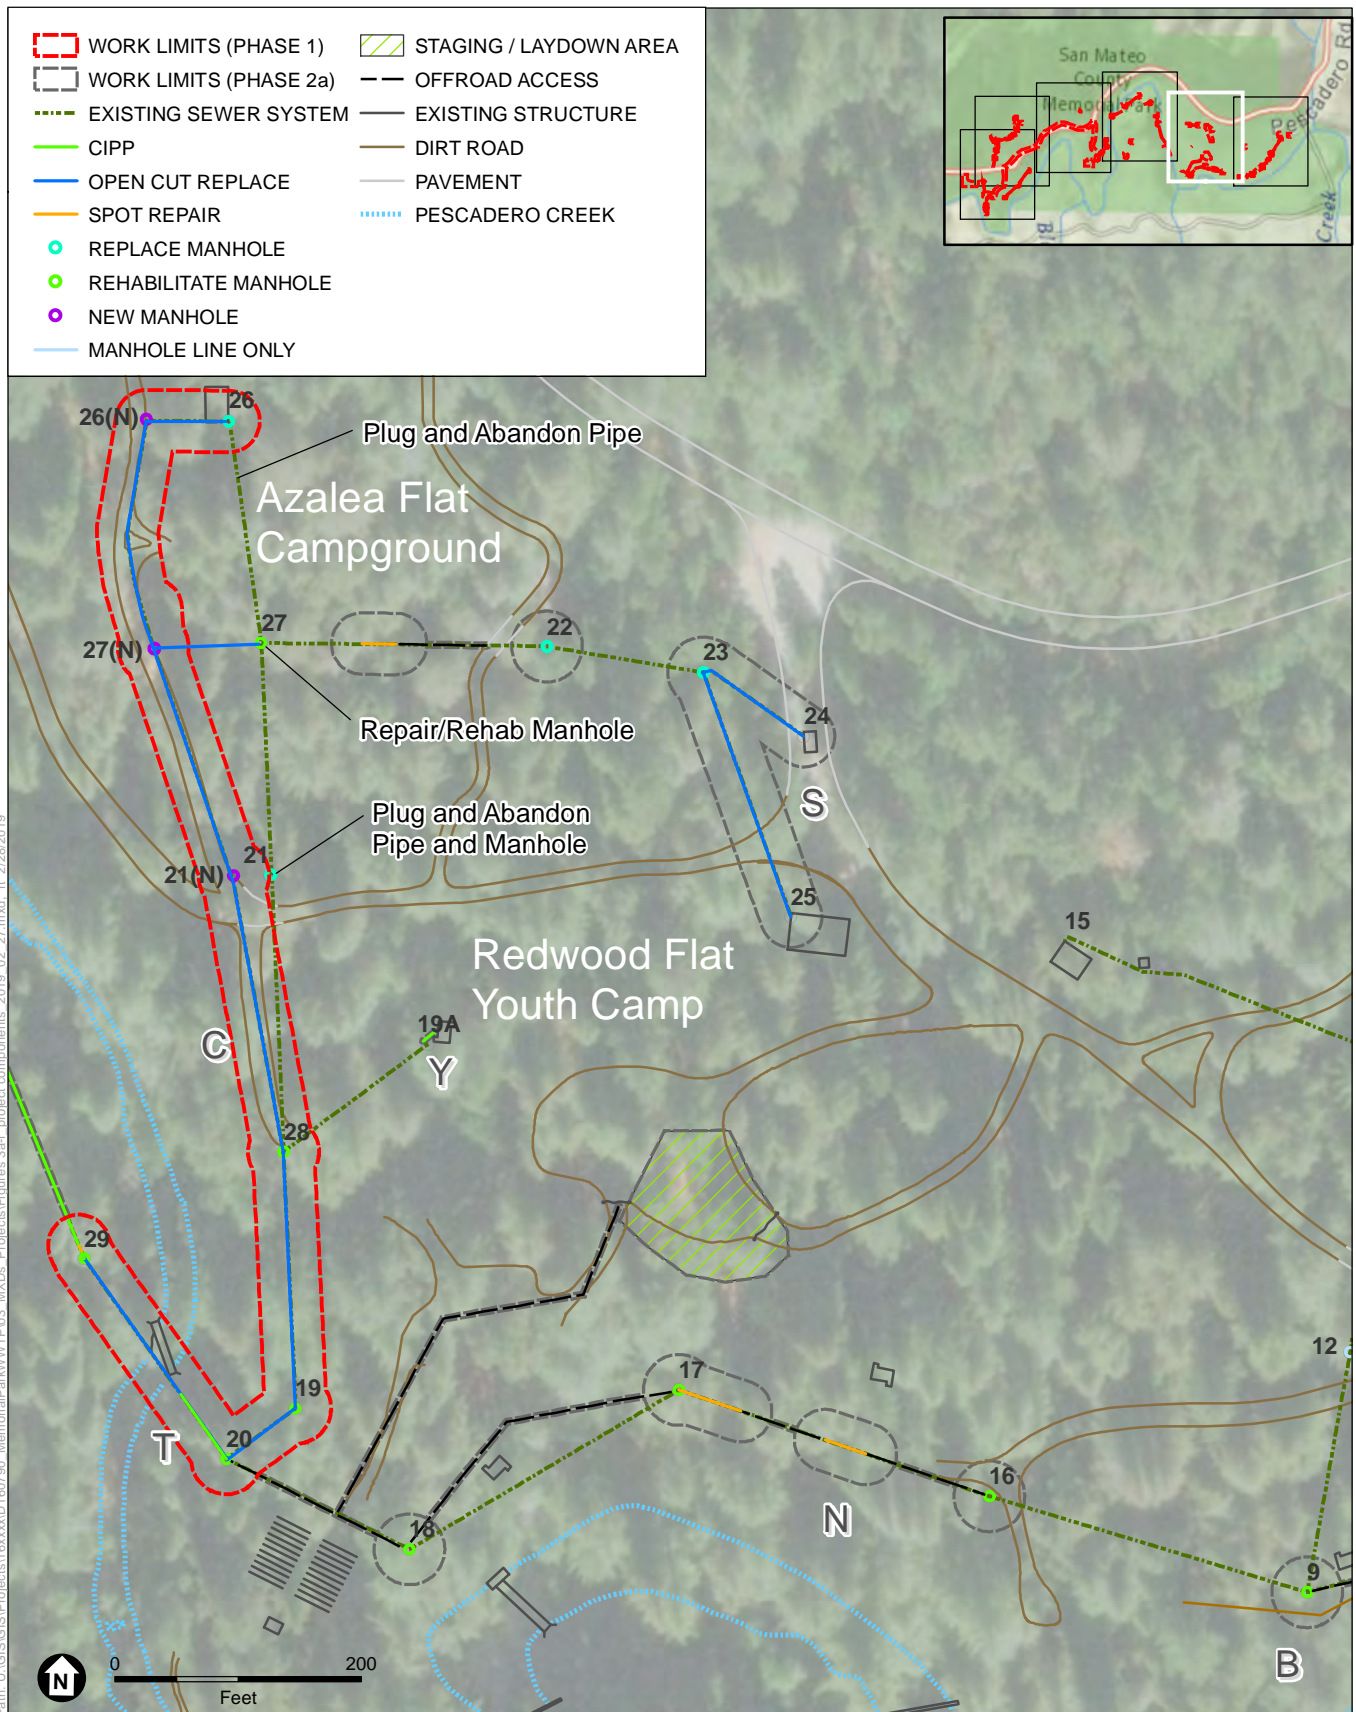 WORK LIMITS (PHASE 1)
WORK LIMITS (PHASE 2a)
EXISTING SEWER SYSTEM
CIPP
OPEN CUT REPLACE
SPOT REPAIR
REPLACE MANHOLE
REHABILITATE MANHOLE
NEW MANHOLE
MANHOLE LINE ONLY
STAGING / LAYDOWN AREA
OFFROAD ACCESS
EXISTING STRUCTURE
DIRT ROAD
PAVEMENT
PESCADERO CREEK
San Mateo
County
Memorial Park
Pescadero Rd
Creek
Bl
26(N)
26
Plug and Abandon Pipe
Azalea Flat
Campground
27
27(N)
22
23
24
Repair/Rehab Manhole
S
Plug and Abandon
Pipe and Manhole
21
21(N)
25
15
Redwood Flat
Youth Camp
19A
C
Y
28
29
12
17
19
T
20
16
N
18
9
B
N
0
200
Feet